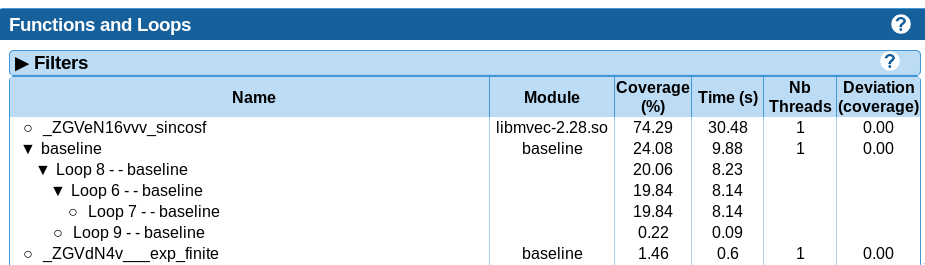 Functions and Loops ?
▶ Filters ?
Name Module Coverage (%) Time (s) Nb Threads Deviation (coverage)
○ _ZGVeN16vvv_sincosf libmvec-2.28.so 74.29 30.48 1 0.00
▼ baseline baseline 24.08 9.88 1 0.00
▼ Loop 8 - - baseline 20.06 8.23
▼ Loop 6 - - baseline 19.84 8.14
○ Loop 7 - - baseline 19.84 8.14
○ Loop 9 - - baseline 0.22 0.09
○ _ZGVdN4v___exp_finite baseline 1.46 0.6 1 0.00